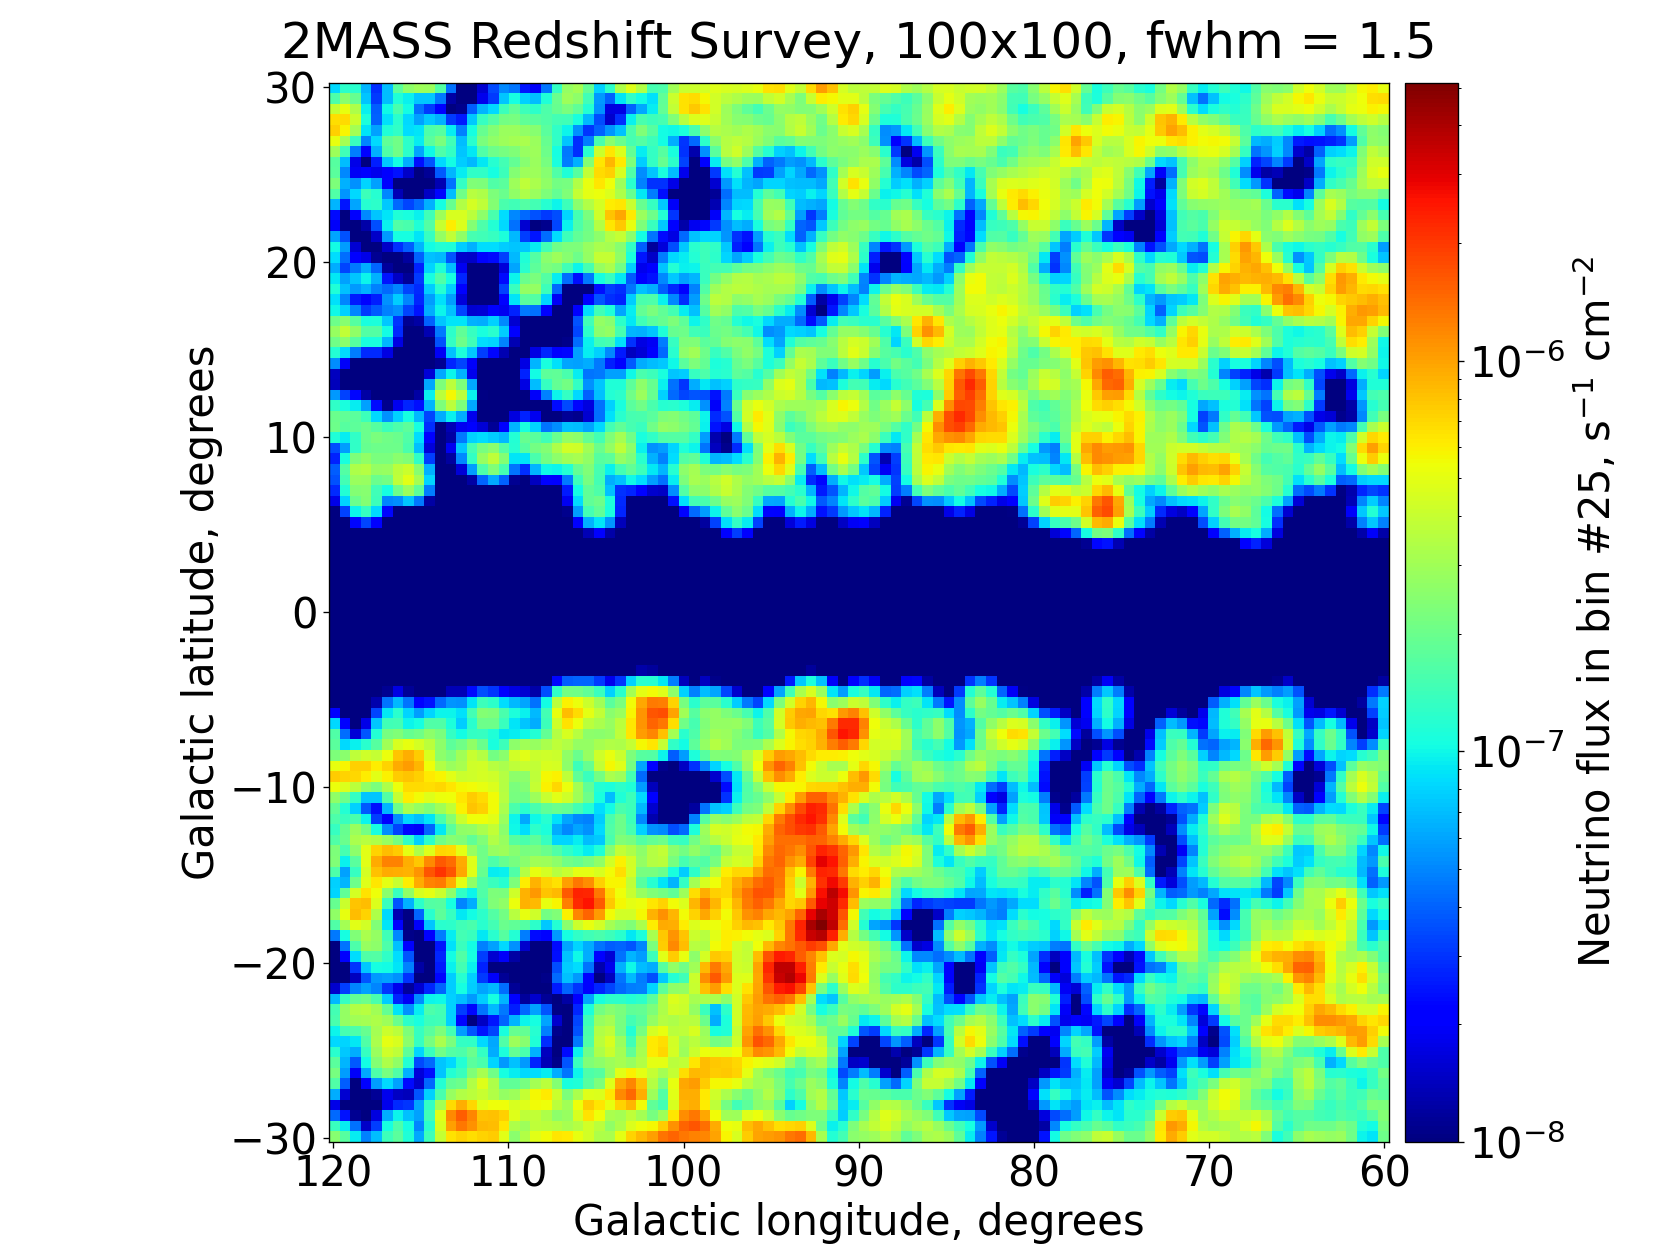 2MASS Redshift Survey, 100x100, fwhm = 1.5
30
20
10
0
−10
−20
−30
Galactic latitude, degrees
120 110 100 90 80 70 60
Galactic longitude, degrees
10⁻⁶
10⁻⁷
10⁻⁸
Neutrino flux in bin #25, s⁻¹ cm⁻²